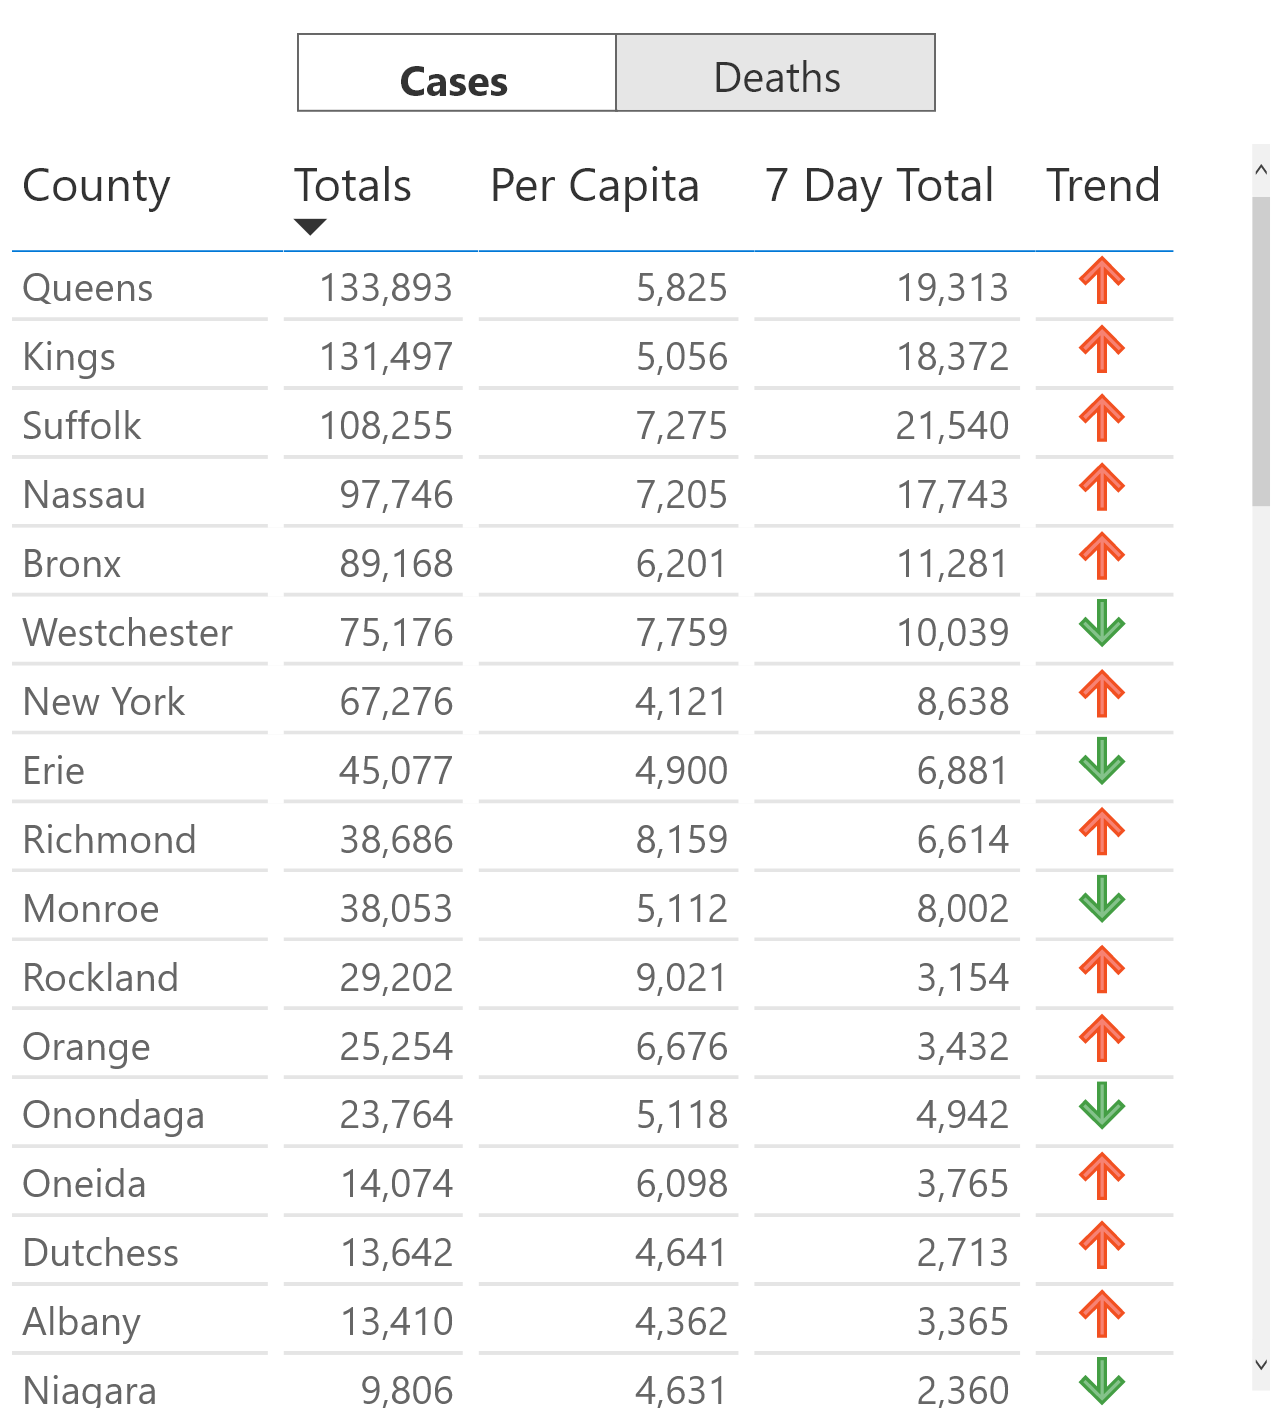 Cases Deaths
County Totals Per Capita 7 Day Total Trend
Queens 133,893 5,825 19,313
Kings 131,497 5,056 18,372
Suffolk 108,255 7,275 21,540
Nassau 97,746 7,205 17,743
Bronx 89,168 6,201 11,281
Westchester 75,176 7,759 10,039
New York 67,276 4,121 8,638
Erie 45,077 4,900 6,881
Richmond 38,686 8,159 6,614
Monroe 38,053 5,112 8,002
Rockland 29,202 9,021 3,154
Orange 25,254 6,676 3,432
Onondaga 23,764 5,118 4,942
Oneida 14,074 6,098 3,765
Dutchess 13,642 4,641 2,713
Albany 13,410 4,362 3,365
Niagara 9,806 4,631 2,360